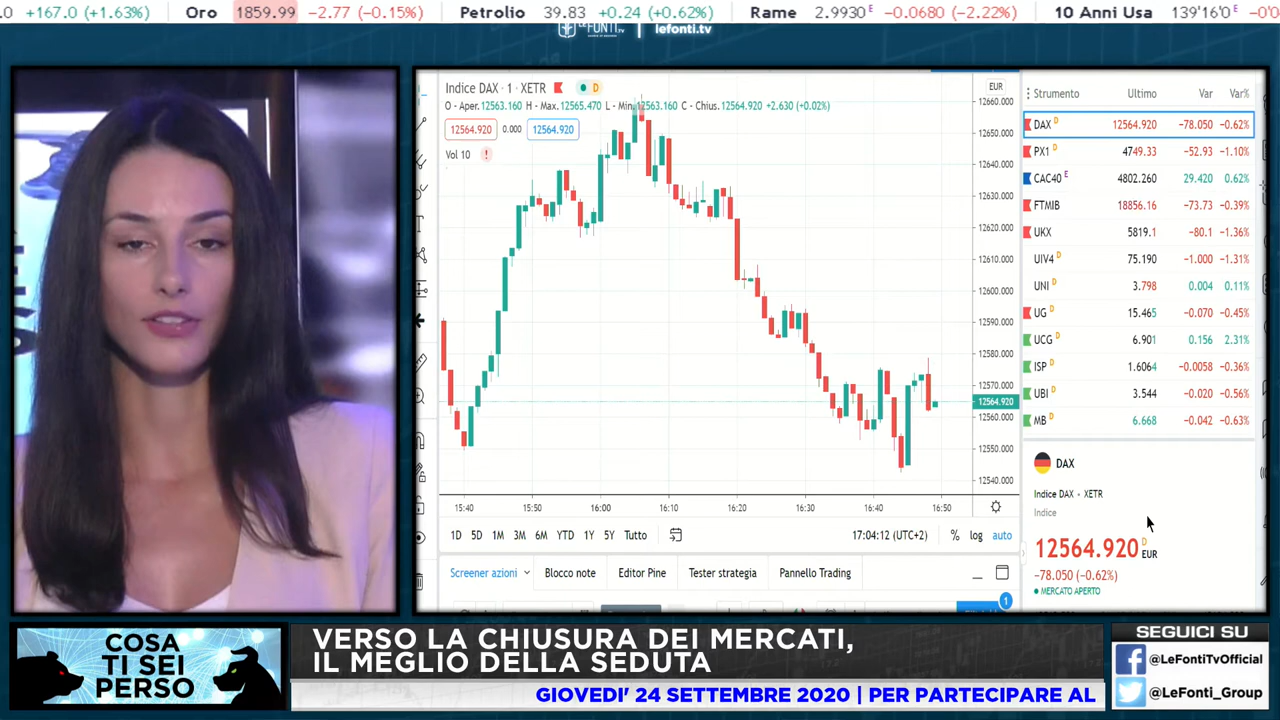 .0 +167.0 (+1.63%) Oro 1859.99 −2.77 (−0.15%) Petrolio 39.83 +0.24 (+0.62%) Rame 2.9930 E −0.0680 (−2.22%) 10 Anni Usa 139'16'0 E
LE FONTI.TV lefonti.tv
Indice DAX · 1 · XETR D
O - Aper. 12563.160 H - Max. 12565.470 L - Min. 12563.160 C - Chius. 12564.920 +2.630 (+0.02%)
12564.920 0.000 12564.920
Vol 10 !
EUR
12660.000
12650.000
12640.000
12630.000
12620.000
12610.000
12600.000
12590.000
12580.000
12570.000
12564.920
12560.000
12550.000
12540.000
15:40 15:50 16:00 16:10 16:20 16:30 16:40 16:50
1D 5D 1M 3M 6M YTD 1Y 5Y Tutto 17:04:12 (UTC+2) % log auto
Screener azioni Blocco note Editor Pine Tester strategia Pannello Trading
1
Strumento Ultimo Var Var%
DAX D 12564.920 −78.050 −0.62%
PX1 D 4749.33 −52.93 −1.10%
CAC40 E 4802.260 29.420 0.62%
FTMIB 18856.16 −73.73 −0.39%
UKX 5819.1 −80.1 −1.36%
UIV4 D 75.190 −1.000 −1.31%
UNI D 3.798 0.004 0.11%
UG D 15.465 −0.070 −0.45%
UCG D 6.901 0.156 2.31%
ISP D 1.6064 −0.0058 −0.36%
UBI D 3.544 −0.020 −0.56%
MB D 6.668 −0.042 −0.63%
DAX
Indice DAX • XETR
Indice
12564.920 D EUR
−78.050 (−0.62%)
MERCATO APERTO
COSA
TI SEI
PERSO
VERSO LA CHIUSURA DEI MERCATI,
IL MEGLIO DELLA SEDUTA
GIOVEDI' 24 SETTEMBRE 2020 | PER PARTECIPARE AL
SEGUICI SU
@LeFontiTvOfficial
@LeFonti_Group